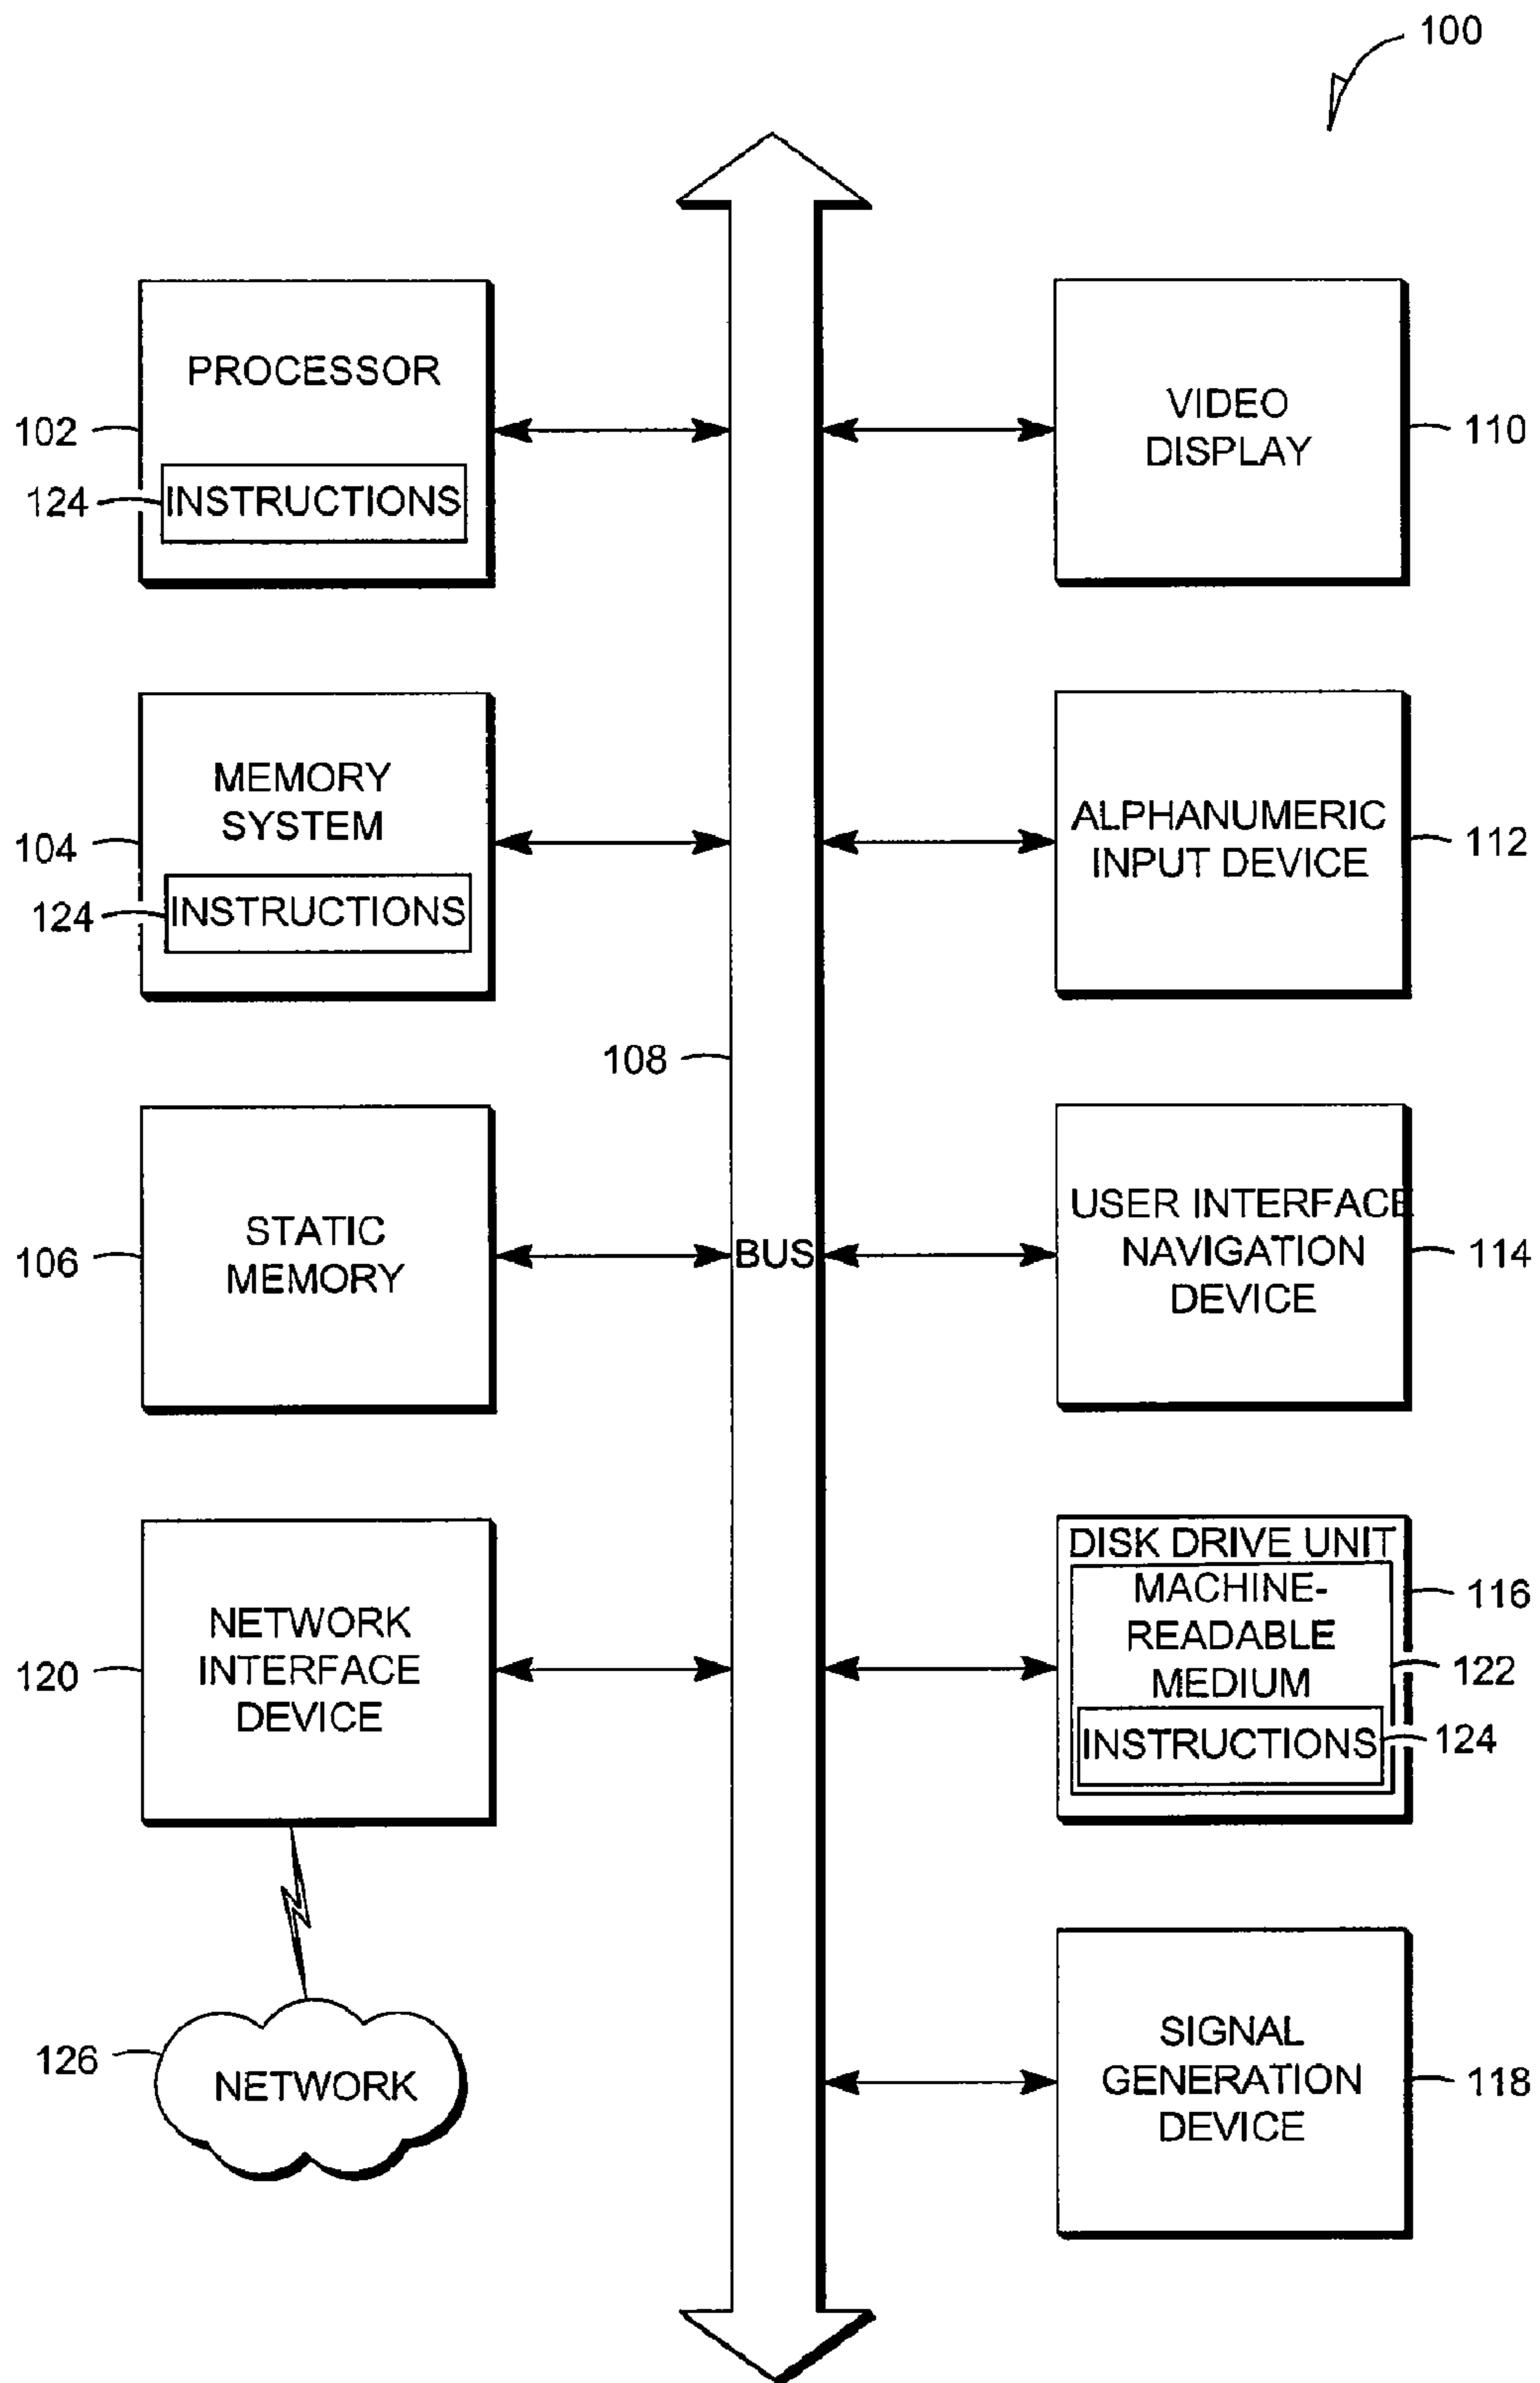 100
PROCESSOR
102
124
INSTRUCTIONS
VIDEO
DISPLAY
110
MEMORY
SYSTEM
104
124
INSTRUCTIONS
ALPHANUMERIC
INPUT DEVICE
112
108
STATIC
MEMORY
106
BUS
USER INTERFACE
NAVIGATION
DEVICE
114
NETWORK
INTERFACE
DEVICE
120
DISK DRIVE UNIT
MACHINE-
READABLE
MEDIUM
116
122
INSTRUCTIONS
124
126
NETWORK
SIGNAL
GENERATION
DEVICE
118